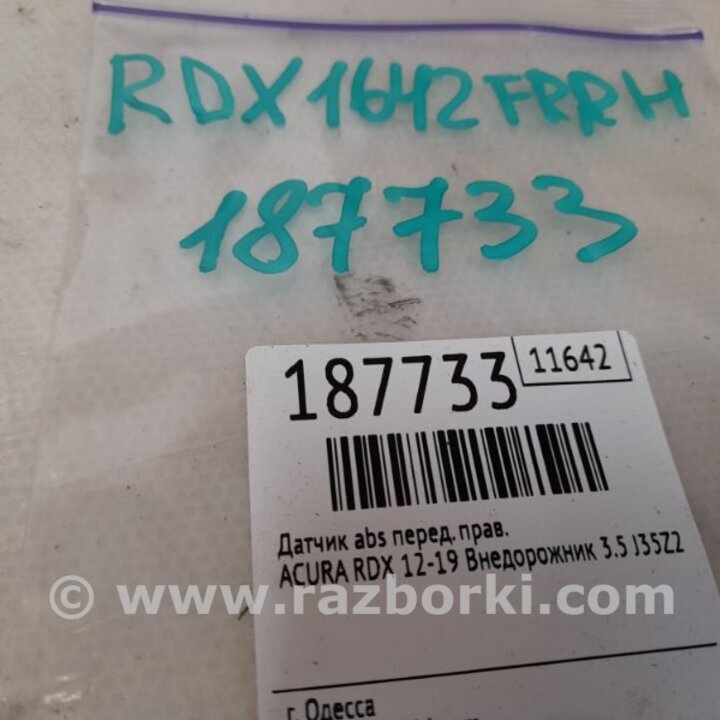 RDX1642FRRH
187733
187733
11642
Датчик abs перед. прав.
ACURA RDX 12-19 Внедорожник 3.5 J35Z2
© www.razborki.com
г. Одесса